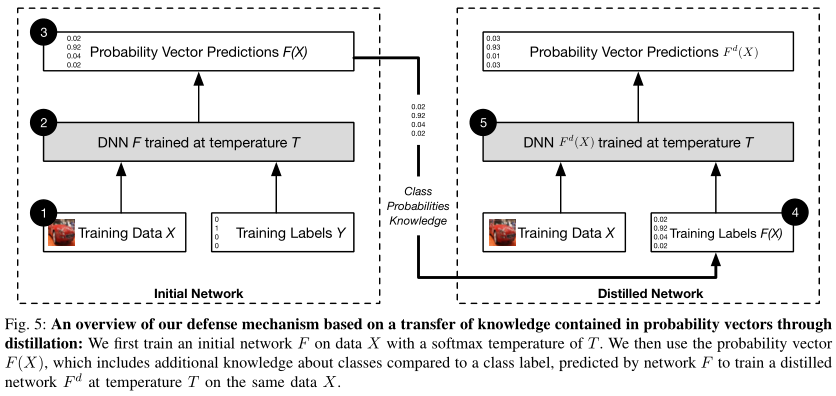 3
0.02
0.92
0.04
0.02
Probability Vector Predictions F(X)
2
DNN F trained at temperature T
1
Training Data X
0
1
0
0
Training Labels Y
Initial Network
0.02
0.92
0.04
0.02
Class
Probabilities
Knowledge
0.03
0.93
0.01
0.03
Probability Vector Predictions F^d(X)
5
DNN F^d(X) trained at temperature T
Training Data X
4
0.02
0.92
0.04
0.02
Training Labels F(X)
Distilled Network
Fig. 5: An overview of our defense mechanism based on a transfer of knowledge contained in probability vectors through
distillation: We first train an initial network F on data X with a softmax temperature of T. We then use the probability vector
F(X), which includes additional knowledge about classes compared to a class label, predicted by network F to train a distilled
network F^d at temperature T on the same data X.